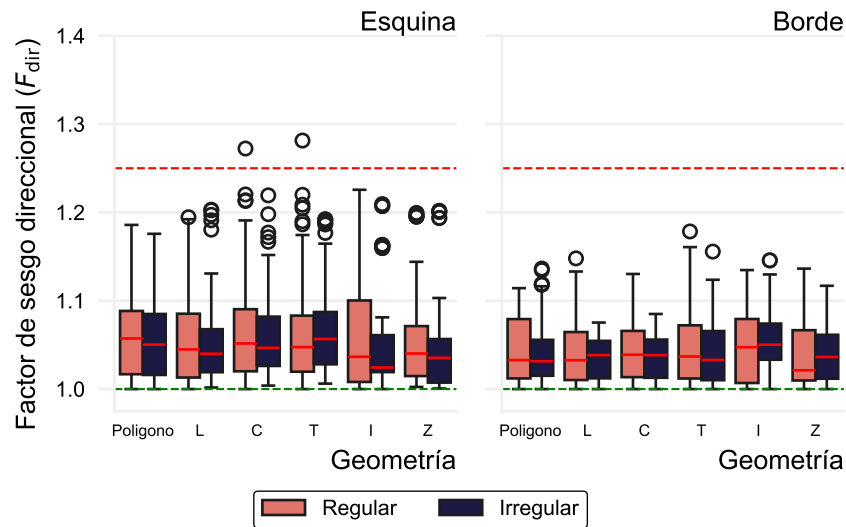 Esquina
Borde
Factor de sesgo direccional (F_dir)
1.4
1.3
1.2
1.1
1.0
Poligono L C T I Z
Poligono L C T I Z
Geometría
Geometría
Regular Irregular